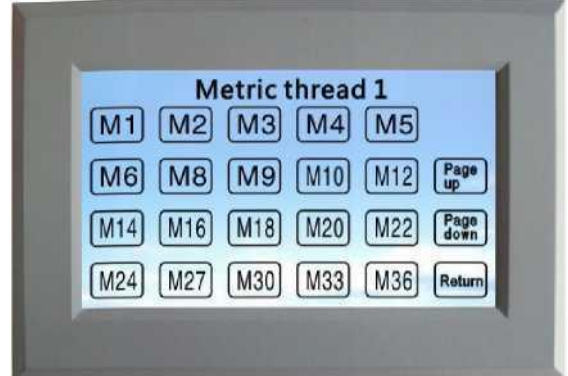 Metric thread 1
M1 M2 M3 M4 M5
M6 M8 M9 M10 M12 Page up
M14 M16 M18 M20 M22 Page down
M24 M27 M30 M33 M36 Return